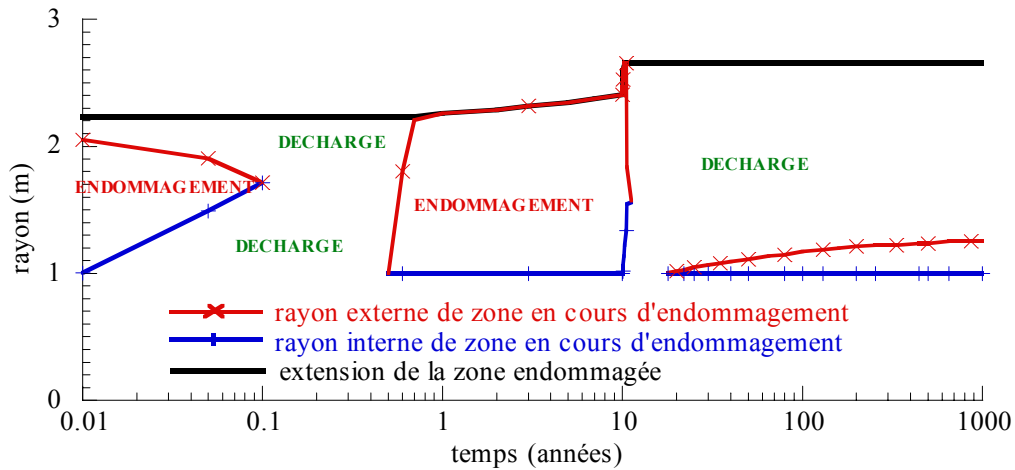 3
2
1
0
rayon (m)
DECHARGE
ENDOMMAGEMENT
DECHARGE
ENDOMMAGEMENT
DECHARGE
rayon externe de zone en cours d'endommagement
rayon interne de zone en cours d'endommagement
extension de la zone endommagée
0.01 0.1 1 10 100 1000
temps (années)